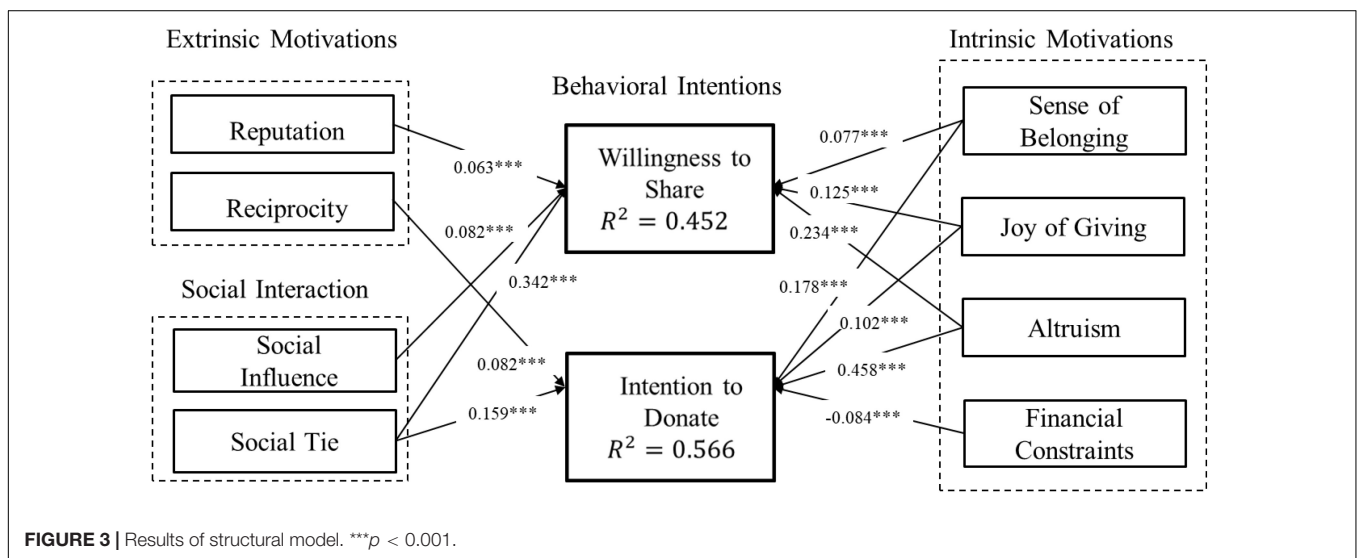 Extrinsic Motivations
Reputation
Reciprocity
Social Interaction
Social
Influence
Social Tie
0.063***
0.082***
0.342***
0.082***
0.159***
Behavioral Intentions
Willingness to
Share
R² = 0.452
Intention to
Donate
R² = 0.566
0.077***
0.125***
0.234***
0.178***
0.102***
0.458***
-0.084***
Intrinsic Motivations
Sense of
Belonging
Joy of Giving
Altruism
Financial
Constraints
FIGURE 3 | Results of structural model. ***p < 0.001.